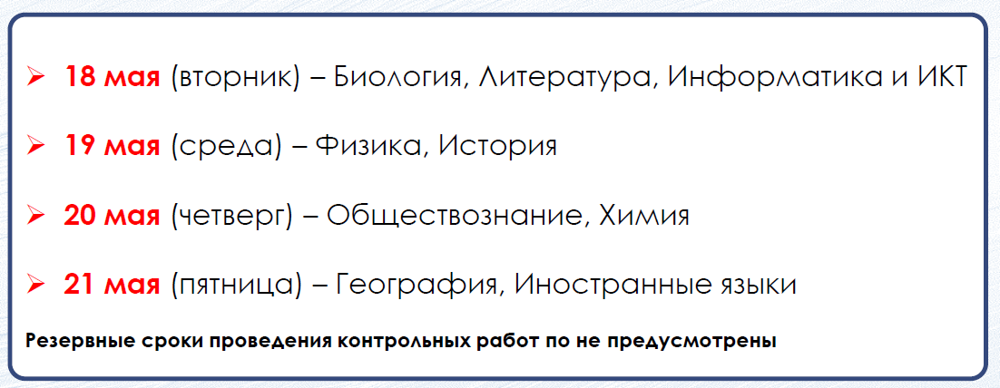 18 мая (вторник) – Биология, Литература, Информатика и ИКТ
19 мая (среда) – Физика, История
20 мая (четверг) – Обществознание, Химия
21 мая (пятница) – География, Иностранные языки
Резервные сроки проведения контрольных работ по не предусмотрены